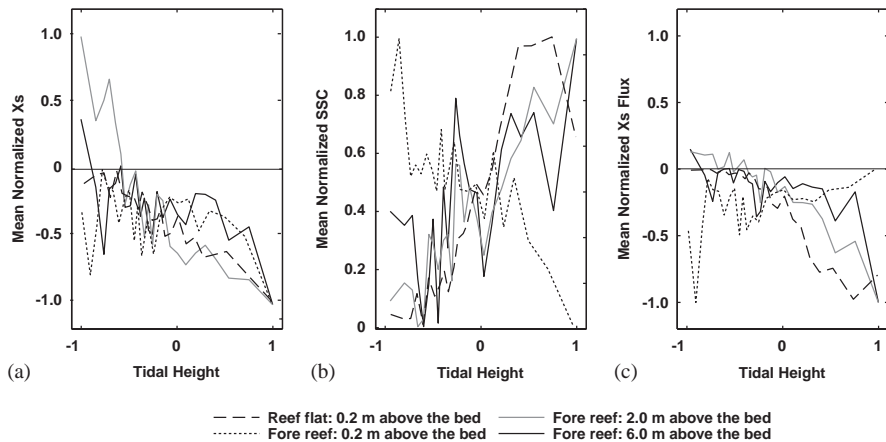 1.0
0.5
0
-0.5
-1.0
Mean Normalized Xs
-1
0
1
Tidal Height
(a)
1.0
0.8
0.6
0.4
0.2
0
Mean Normalized SSC
-1
0
1
Tidal Height
(b)
1.0
0.5
0
-0.5
-1.0
Mean Normalized Xs Flux
-1
0
1
Tidal Height
(c)
Reef flat: 0.2 m above the bed
Fore reef: 2.0 m above the bed
Fore reef: 0.2 m above the bed
Fore reef: 6.0 m above the bed